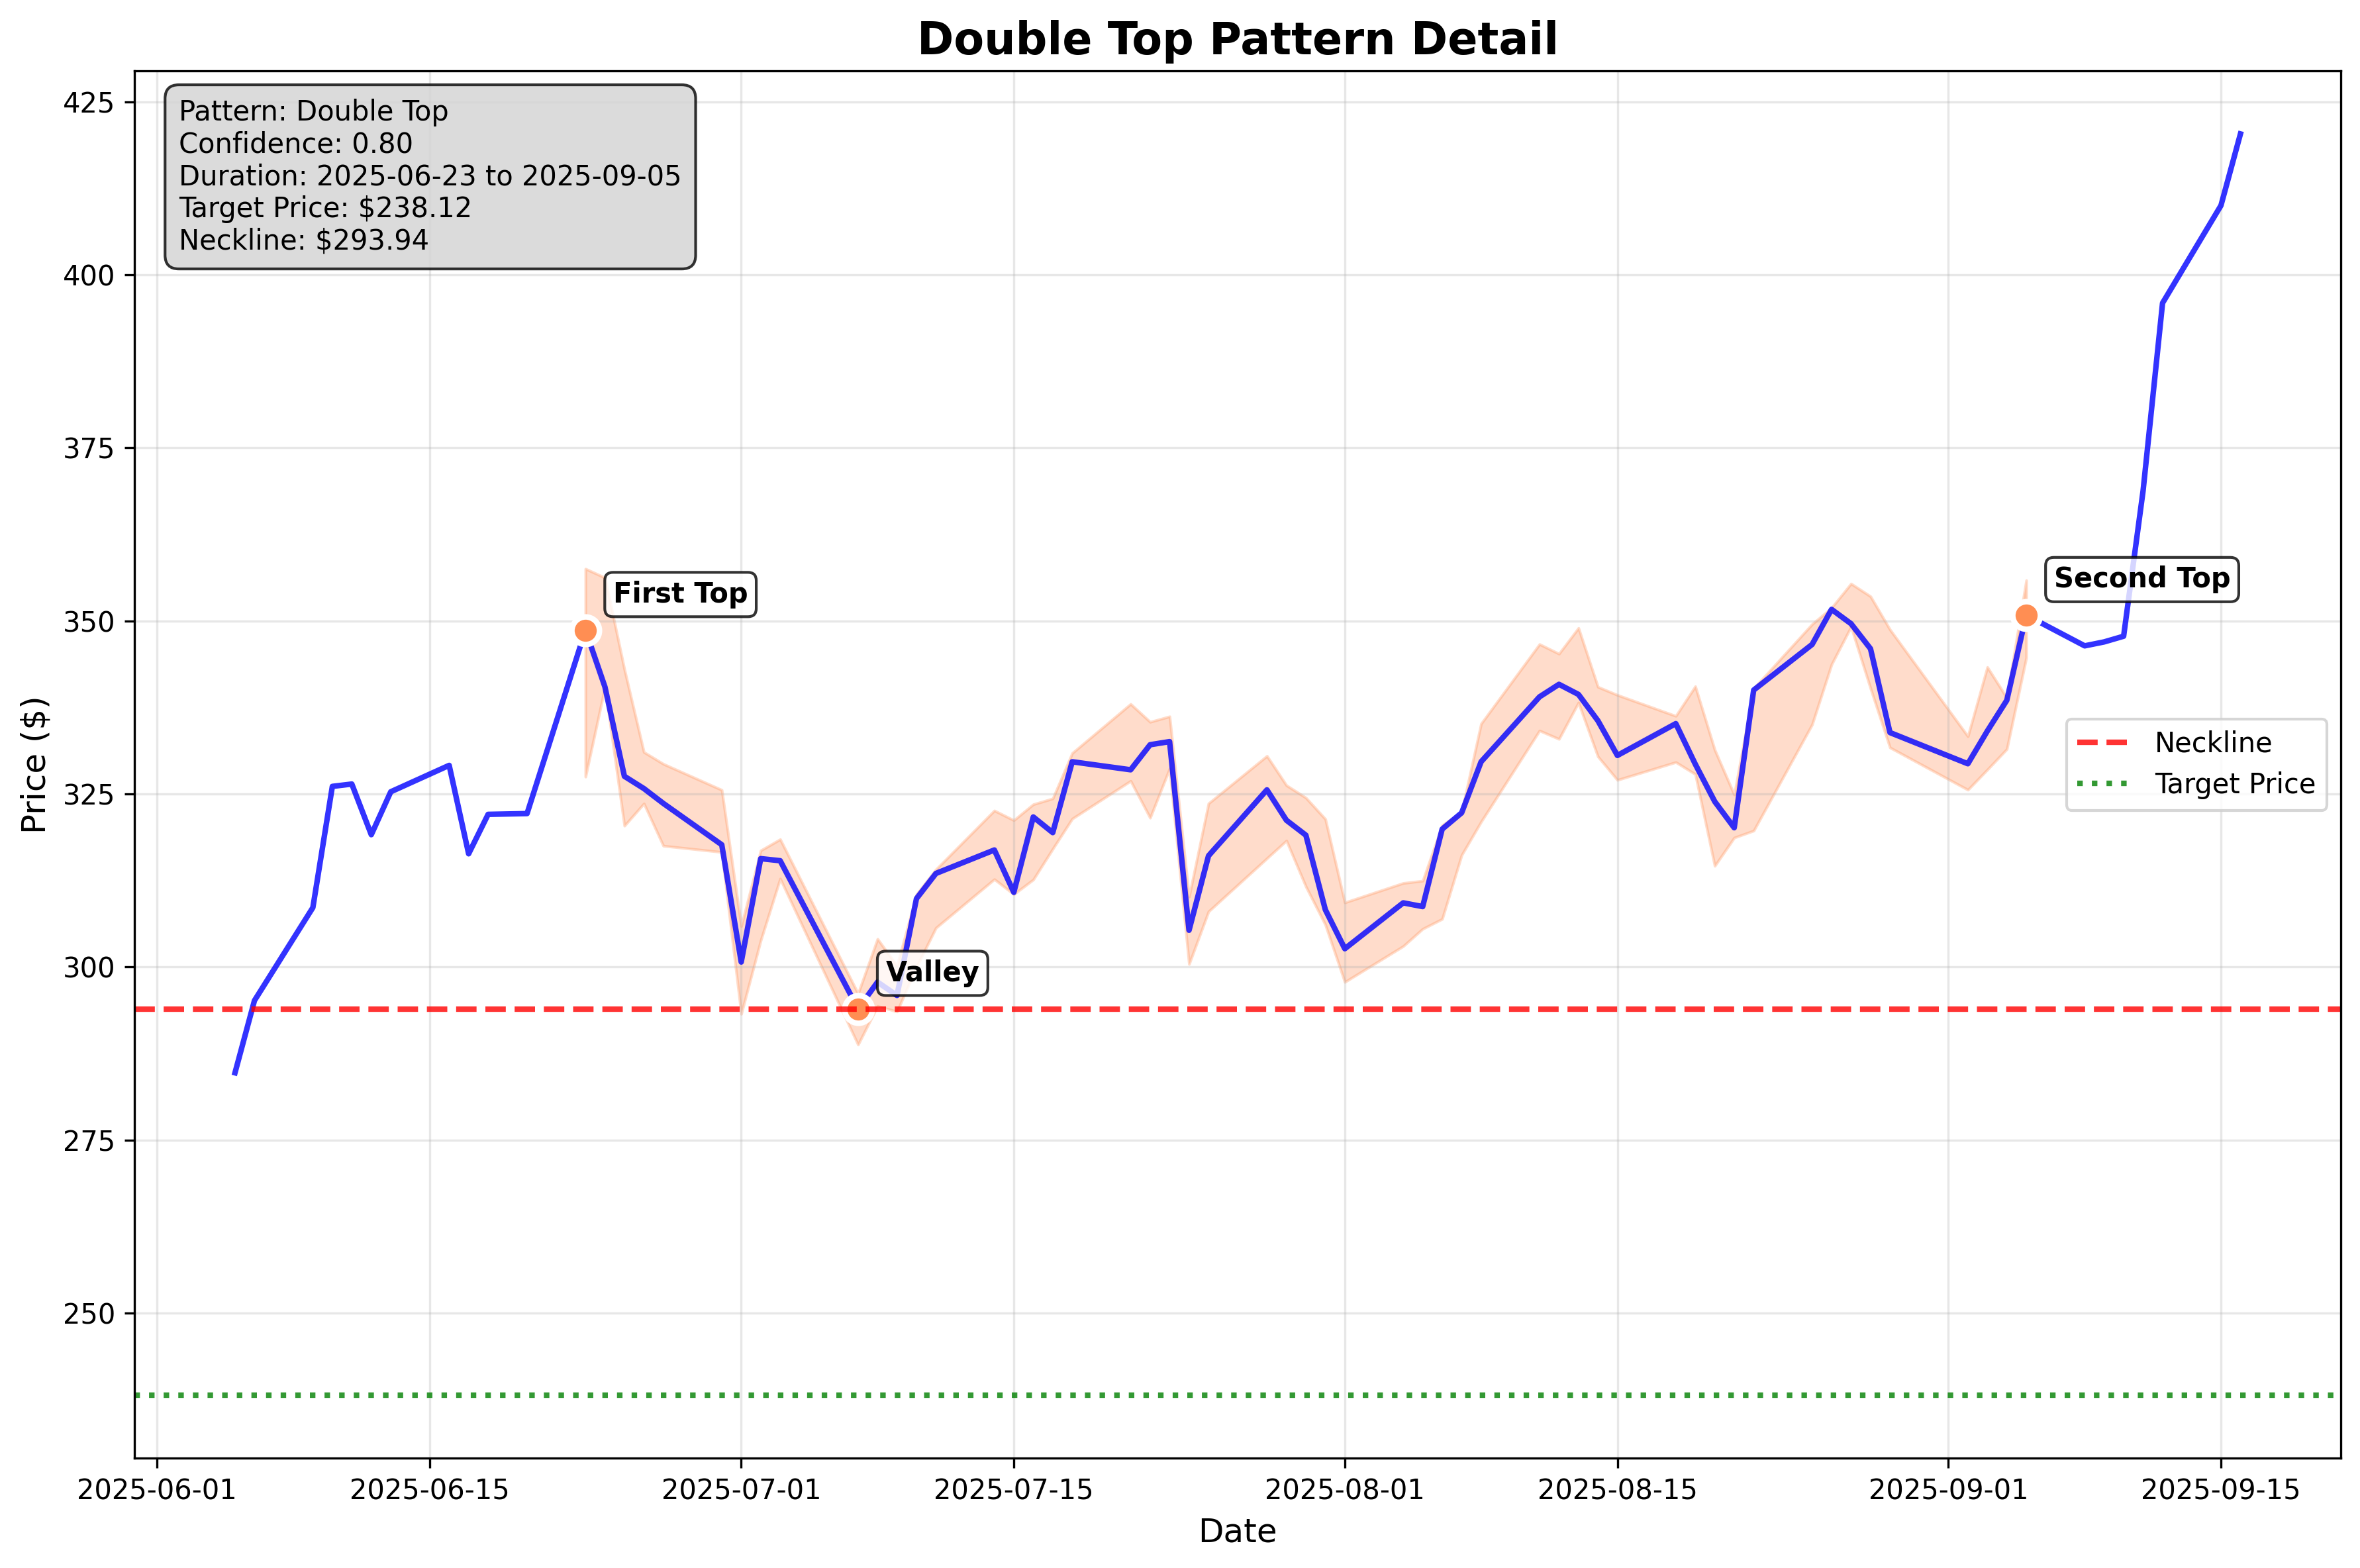 Double Top Pattern Detail
Pattern: Double Top
Confidence: 0.80
Duration: 2025-06-23 to 2025-09-05
Target Price: $238.12
Neckline: $293.94
425
400
375
350
325
300
275
250
Price ($)
First Top
Second Top
Valley
Neckline
Target Price
2025-06-01
2025-06-15
2025-07-01
2025-07-15
2025-08-01
2025-08-15
2025-09-01
2025-09-15
Date